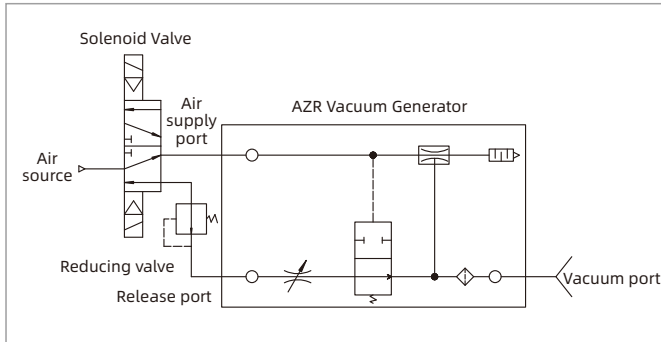 Solenoid Valve
Air
supply
port
AZR Vacuum Generator
Air
source
Reducing valve
Release port
Vacuum port